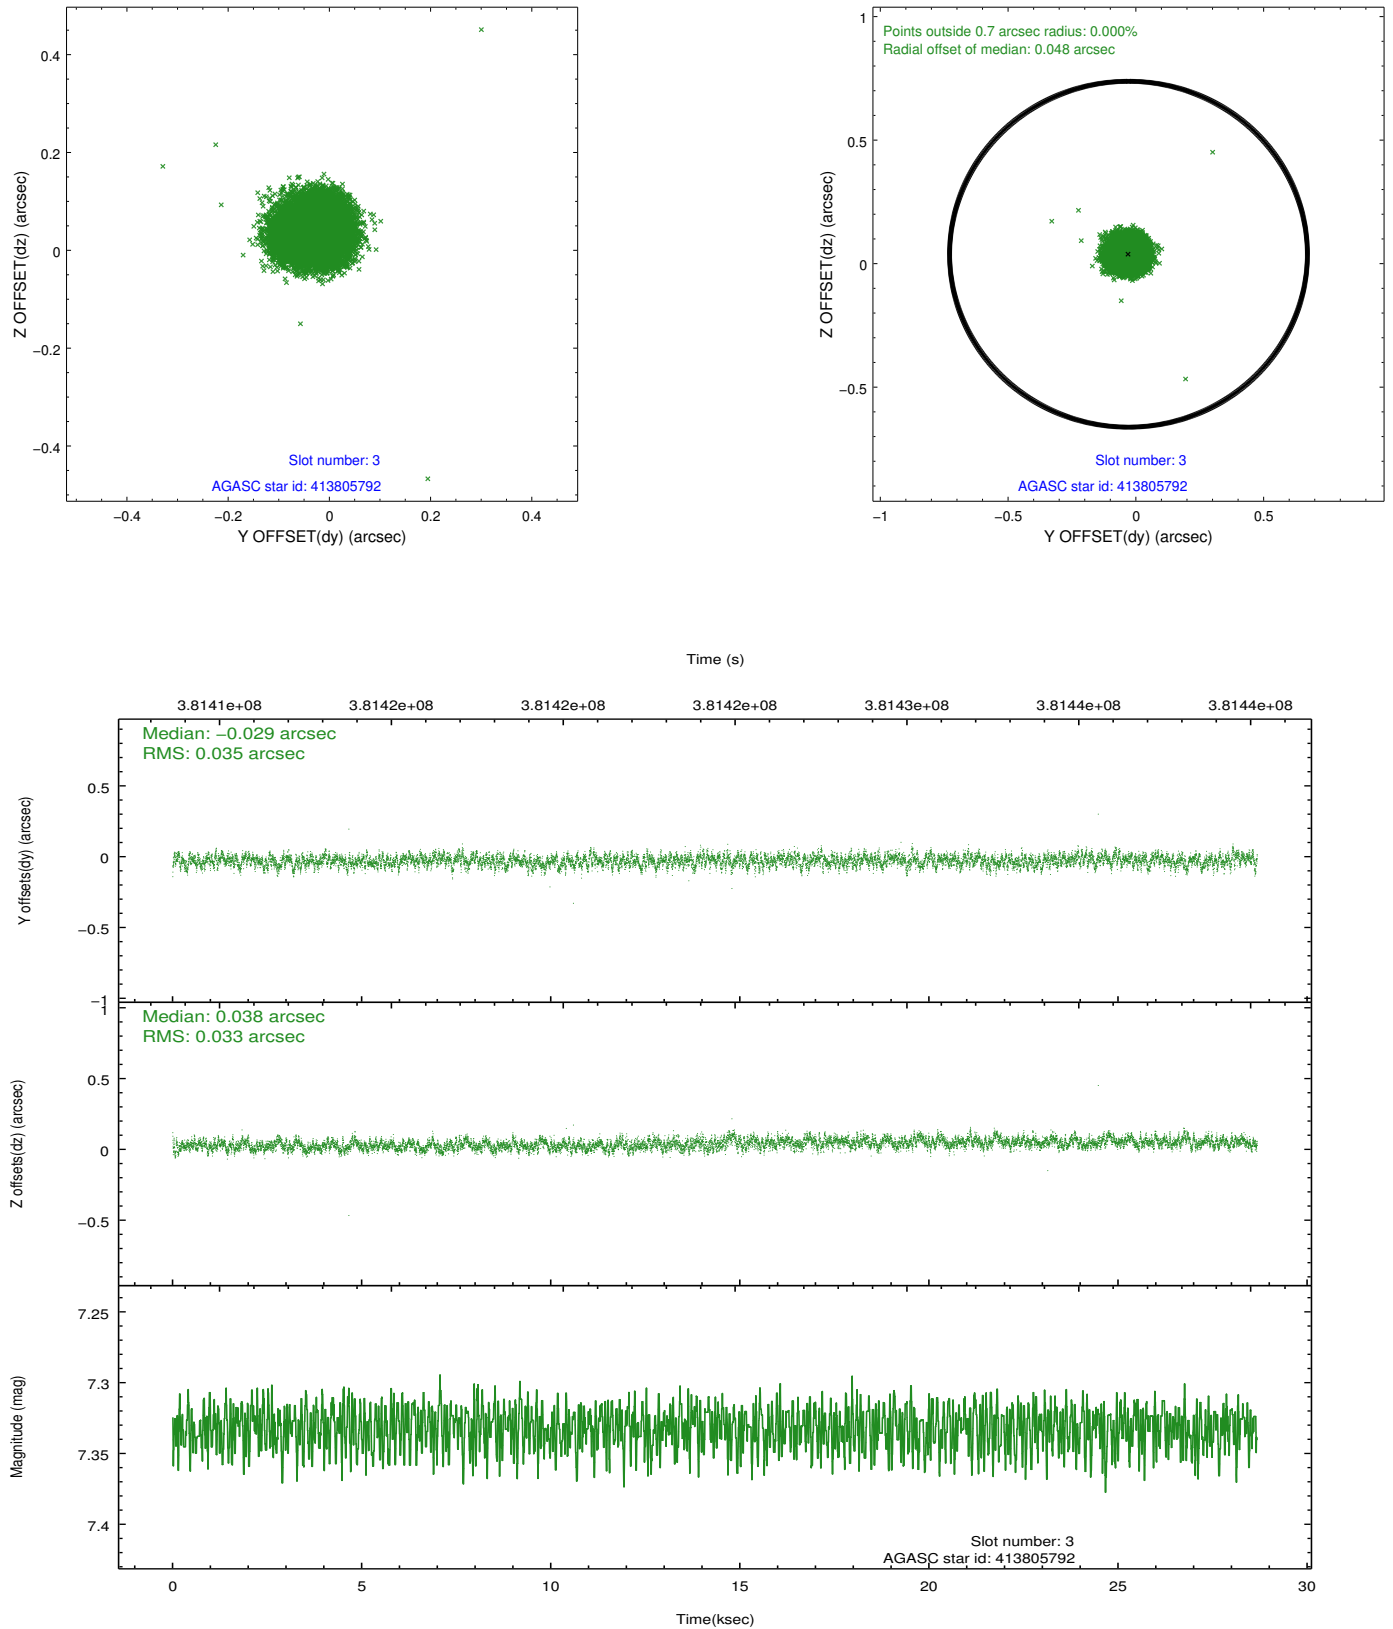 0.4
0.2
0
−0.2
−0.4
Z OFFSET(dz) (arcsec)
Slot number: 3
AGASC star id: 413805792
−0.4
−0.2
0
0.2
0.4
Y OFFSET(dy) (arcsec)
1
0.5
0
−0.5
Z OFFSET(dz) (arcsec)
Points outside 0.7 arcsec radius: 0.000%
Radial offset of median: 0.048 arcsec
Slot number: 3
AGASC star id: 413805792
−1
−0.5
0
0.5
Y OFFSET(dy) (arcsec)
Time (s)
3.8141e+08
3.8142e+08
3.8142e+08
3.8142e+08
3.8143e+08
3.8144e+08
3.8144e+08
Median: −0.029 arcsec
RMS: 0.035 arcsec
0.5
0
−0.5
−1
Y offsets(dy) (arcsec)
Median: 0.038 arcsec
RMS: 0.033 arcsec
1
0.5
0
−0.5
Z offsets(dz) (arcsec)
7.25
7.3
7.35
7.4
Magnitude (mag)
Slot number: 3
AGASC star id: 413805792
0
5
10
15
20
25
30
Time(ksec)